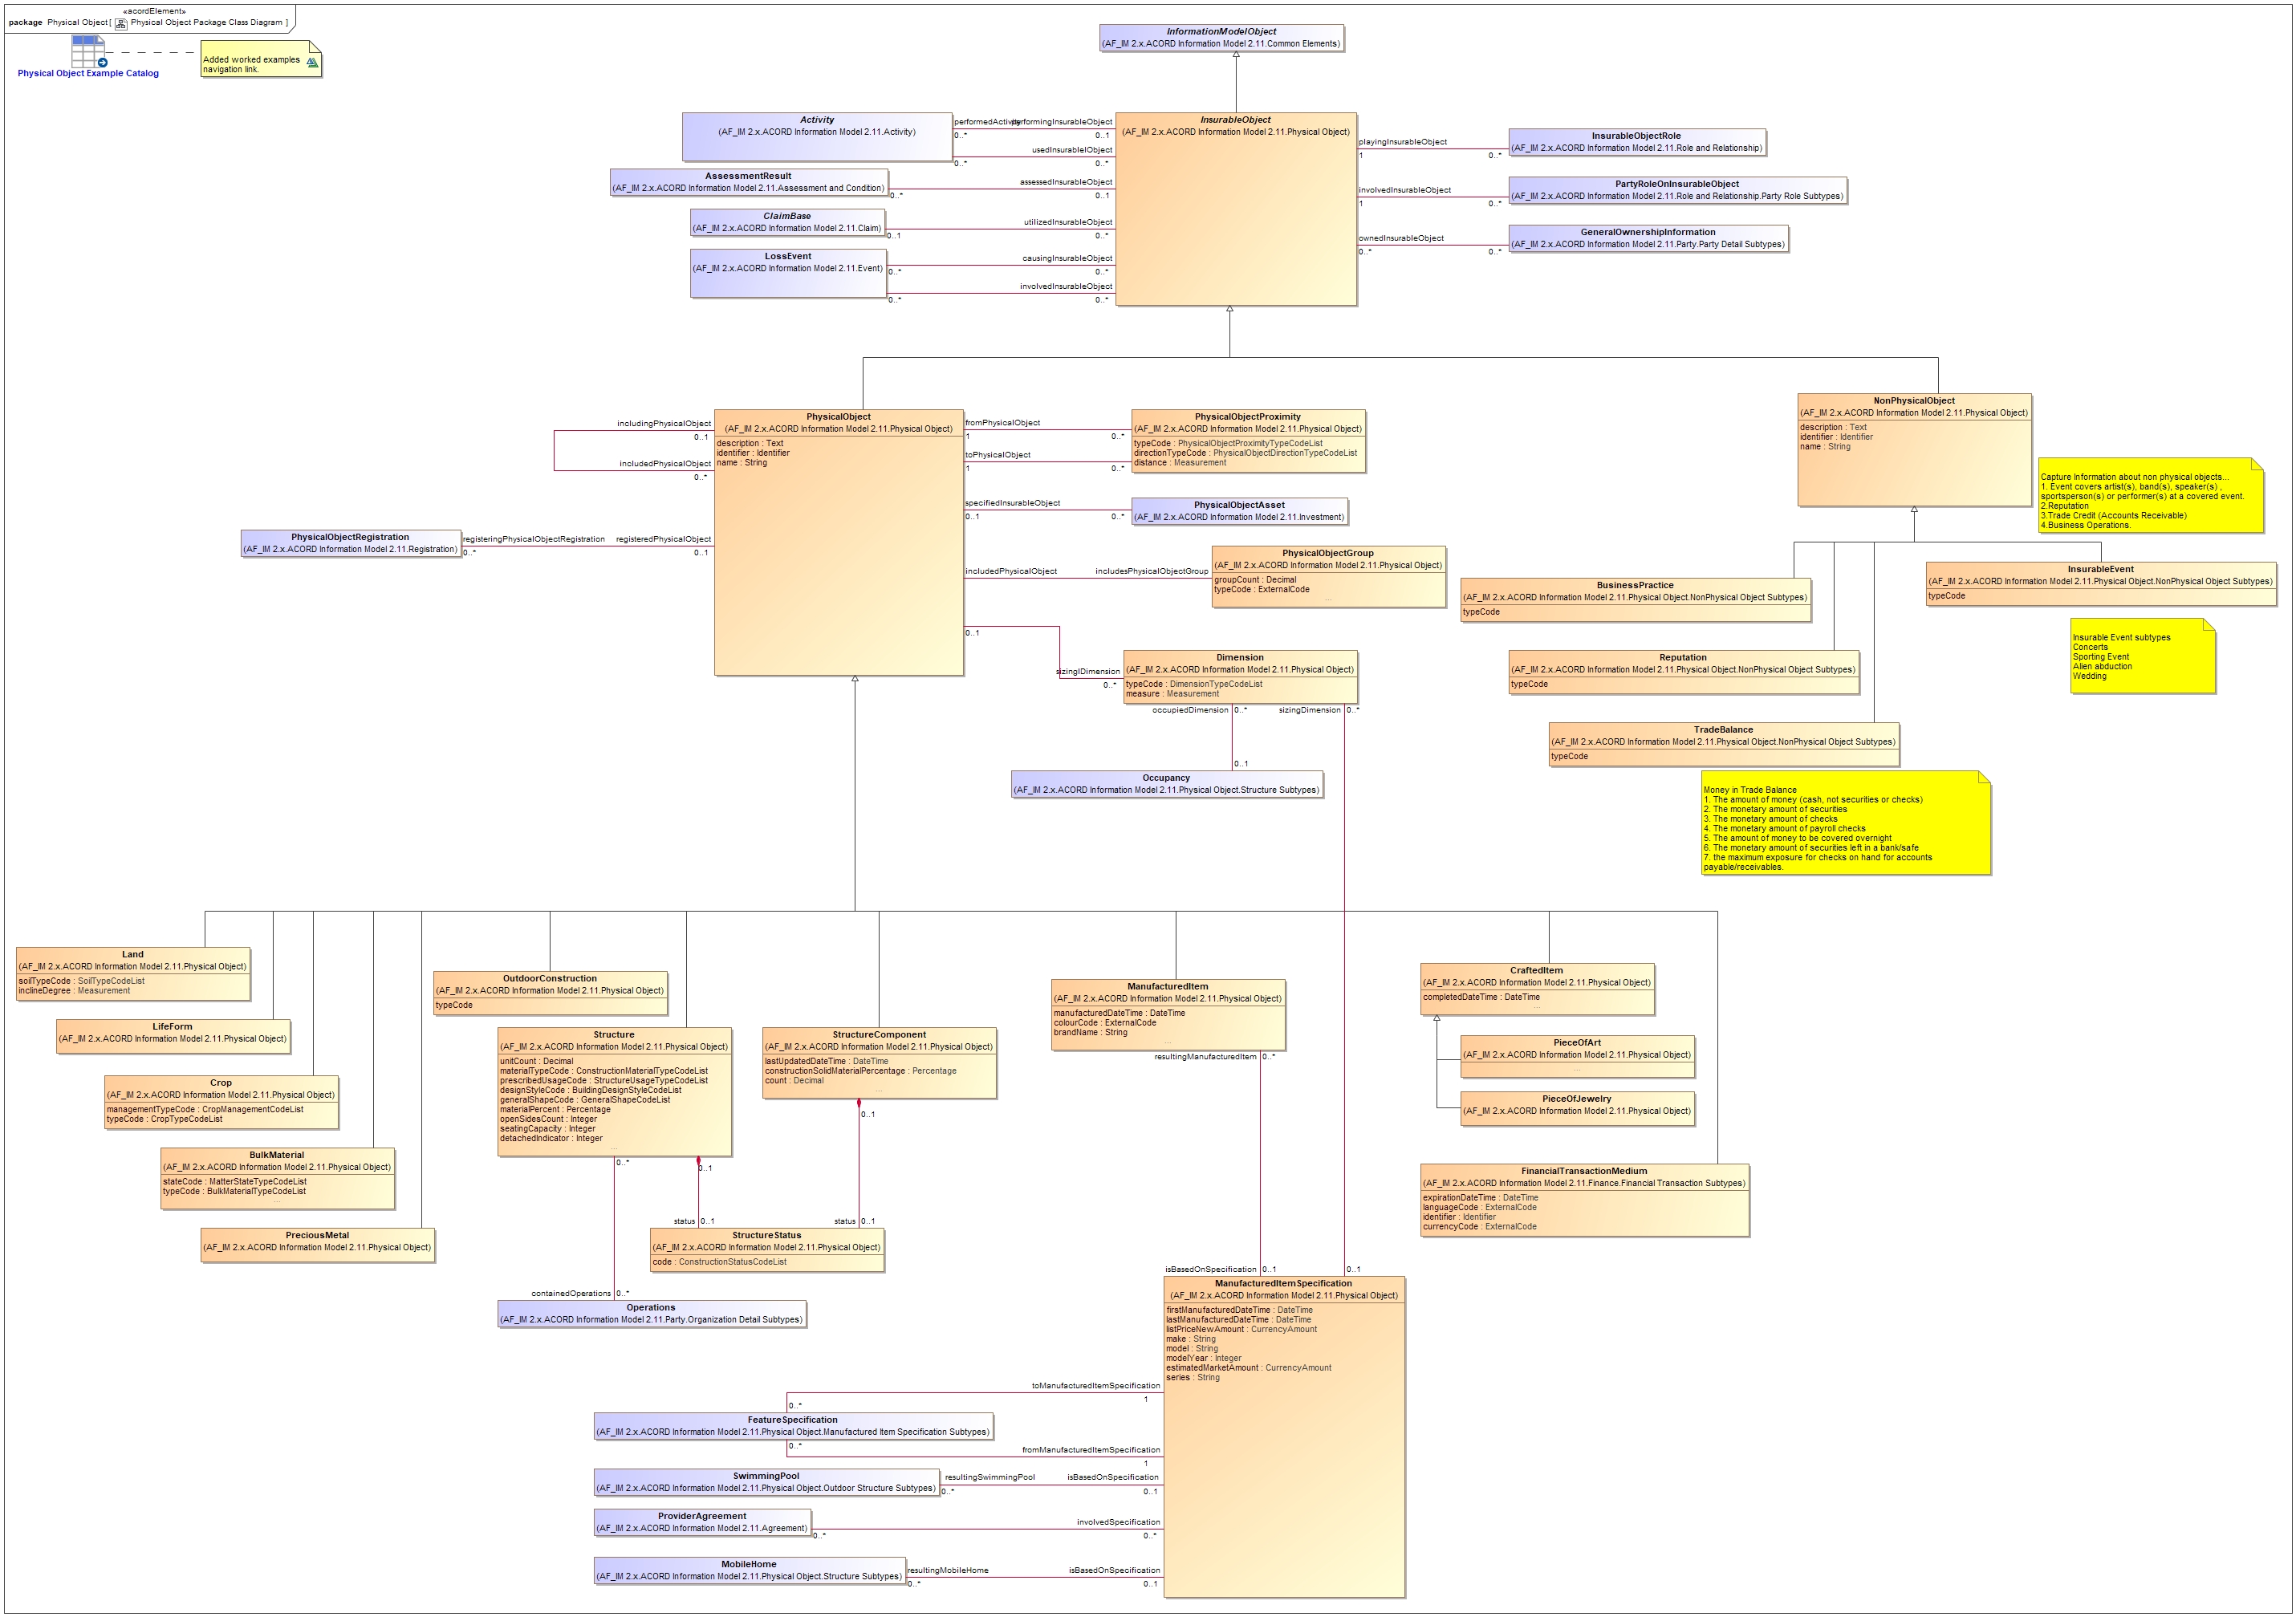 «acordElement»
package Physical Object[ Physical Object Package Class Diagram ]
Physical Object Example Catalog
Added worked examples
navigation link.
InformationModelObject
(AF_IM 2.x.ACORD Information Model 2.11.Common Elements)
Activity
(AF_IM 2.x.ACORD Information Model 2.11.Activity)
performedActivity
performingInsurableObject
0..*
0..1
usedInsurableIObject
0..*
0..*
InsurableObject
(AF_IM 2.x.ACORD Information Model 2.11.Physical Object)
playingInsurableObject
1
0..*
InsurableObjectRole
(AF_IM 2.x.ACORD Information Model 2.11.Role and Relationship)
AssessmentResult
(AF_IM 2.x.ACORD Information Model 2.11.Assessment and Condition)
assessedInsurableObject
0..*
0..1
involvedInsurableObject
1
0..*
PartyRoleOnInsurableObject
(AF_IM 2.x.ACORD Information Model 2.11.Role and Relationship.Party Role Subtypes)
ClaimBase
(AF_IM 2.x.ACORD Information Model 2.11.Claim)
utilizedInsurableObject
0..1
0..*
ownedInsurableObject
0..*
0..*
GeneralOwnershipInformation
(AF_IM 2.x.ACORD Information Model 2.11.Party.Party Detail Subtypes)
LossEvent
(AF_IM 2.x.ACORD Information Model 2.11.Event)
causingInsurableObject
0..*
0..*
involvedInsurableObject
0..*
0..*
PhysicalObject
(AF_IM 2.x.ACORD Information Model 2.11.Physical Object)
description : Text
identifier : Identifier
name : String
includingPhysicalObject
0..1
includedPhysicalObject
0..*
fromPhysicalObject
1
0..*
toPhysicalObject
1
0..*
PhysicalObjectProximity
(AF_IM 2.x.ACORD Information Model 2.11.Physical Object)
typeCode : PhysicalObjectProximityTypeCodeList
directionTypeCode : PhysicalObjectDirectionTypeCodeList
distance : Measurement
NonPhysicalObject
(AF_IM 2.x.ACORD Information Model 2.11.Physical Object)
description : Text
identifier : Identifier
name : String
Capture Information about non physical objects...
1. Event covers artist(s), band(s), speaker(s) ,
sportsperson(s) or performer(s) at a covered event.
2.Reputation
3.Trade Credit (Accounts Receivable)
4.Business Operations.
specifiedInsurableObject
0..1
0..*
PhysicalObjectAsset
(AF_IM 2.x.ACORD Information Model 2.11.Investment)
PhysicalObjectRegistration
(AF_IM 2.x.ACORD Information Model 2.11.Registration)
registeringPhysicalObjectRegistration
0..*
registeredPhysicalObject
0..1
includedPhysicalObject
includesPhysicalObjectGroup
PhysicalObjectGroup
(AF_IM 2.x.ACORD Information Model 2.11.Physical Object)
groupCount : Decimal
typeCode : ExternalCode
...
BusinessPractice
(AF_IM 2.x.ACORD Information Model 2.11.Physical Object.NonPhysical Object Subtypes)
typeCode
InsurableEvent
(AF_IM 2.x.ACORD Information Model 2.11.Physical Object.NonPhysical Object Subtypes)
typeCode
Insurable Event subtypes
Concerts
Sporting Event
Alien abduction
Wedding
0..1
sizingIDimension
0..*
Dimension
(AF_IM 2.x.ACORD Information Model 2.11.Physical Object)
typeCode : DimensionTypeCodeList
measure : Measurement
Reputation
(AF_IM 2.x.ACORD Information Model 2.11.Physical Object.NonPhysical Object Subtypes)
typeCode
occupiedDimension
0..*
sizingDimension
0..*
TradeBalance
(AF_IM 2.x.ACORD Information Model 2.11.Physical Object.NonPhysical Object Subtypes)
typeCode
0..1
Occupancy
(AF_IM 2.x.ACORD Information Model 2.11.Physical Object.Structure Subtypes)
Money in Trade Balance
1. The amount of money (cash, not securities or checks)
2. The monetary amount of securities
3. The monetary amount of checks
4. The monetary amount of payroll checks
5. The amount of money to be covered overnight
6. The monetary amount of securities left in a bank/safe
7. the maximum exposure for checks on hand for accounts
payable/receivables.
Land
(AF_IM 2.x.ACORD Information Model 2.11.Physical Object)
soilTypeCode : SoilTypeCodeList
inclineDegree : Measurement
LifeForm
(AF_IM 2.x.ACORD Information Model 2.11.Physical Object)
Crop
(AF_IM 2.x.ACORD Information Model 2.11.Physical Object)
managementTypeCode : CropManagementCodeList
typeCode : CropTypeCodeList
BulkMaterial
(AF_IM 2.x.ACORD Information Model 2.11.Physical Object)
stateCode : MatterStateTypeCodeList
typeCode : BulkMaterialTypeCodeList
...
PreciousMetal
(AF_IM 2.x.ACORD Information Model 2.11.Physical Object)
OutdoorConstruction
(AF_IM 2.x.ACORD Information Model 2.11.Physical Object)
typeCode
Structure
(AF_IM 2.x.ACORD Information Model 2.11.Physical Object)
unitCount : Decimal
materialTypeCode : ConstructionMaterialTypeCodeList
prescribedUsageCode : StructureUsageTypeCodeList
designStyleCode : BuildingDesignStyleCodeList
generalShapeCode : GeneralShapeCodeList
materialPercent : Percentage
openSidesCount : Integer
seatingCapacity : Integer
detachedIndicator : Integer
...
0..*
0..1
StructureComponent
(AF_IM 2.x.ACORD Information Model 2.11.Physical Object)
lastUpdatedDateTime : DateTime
constructionSolidMaterialPercentage : Percentage
count : Decimal
...
0..1
status
0..1
status
0..1
StructureStatus
(AF_IM 2.x.ACORD Information Model 2.11.Physical Object)
code : ConstructionStatusCodeList
containedOperations
0..*
Operations
(AF_IM 2.x.ACORD Information Model 2.11.Party.Organization Detail Subtypes)
ManufacturedItem
(AF_IM 2.x.ACORD Information Model 2.11.Physical Object)
manufacturedDateTime : DateTime
colourCode : ExternalCode
brandName : String
...
resultingManufacturedItem
0..*
CraftedItem
(AF_IM 2.x.ACORD Information Model 2.11.Physical Object)
completedDateTime : DateTime
...
PieceOfArt
(AF_IM 2.x.ACORD Information Model 2.11.Physical Object)
...
PieceOfJewelry
(AF_IM 2.x.ACORD Information Model 2.11.Physical Object)
FinancialTransactionMedium
(AF_IM 2.x.ACORD Information Model 2.11.Finance.Financial Transaction Subtypes)
expirationDateTime : DateTime
languageCode : ExternalCode
identifier : Identifier
currencyCode : ExternalCode
isBasedOnSpecification
0..1
0..1
ManufacturedItemSpecification
(AF_IM 2.x.ACORD Information Model 2.11.Physical Object)
firstManufacturedDateTime : DateTime
lastManufacturedDateTime : DateTime
listPriceNewAmount : CurrencyAmount
make : String
model : String
modelYear : Integer
estimatedMarketAmount : CurrencyAmount
series : String
toManufacturedItemSpecification
1
0..*
FeatureSpecification
(AF_IM 2.x.ACORD Information Model 2.11.Physical Object.Manufactured Item Specification Subtypes)
0..*
fromManufacturedItemSpecification
1
SwimmingPool
(AF_IM 2.x.ACORD Information Model 2.11.Physical Object.Outdoor Structure Subtypes)
resultingSwimmingPool
0..*
isBasedOnSpecification
0..1
ProviderAgreement
(AF_IM 2.x.ACORD Information Model 2.11.Agreement)
0..*
involvedSpecification
0..*
MobileHome
(AF_IM 2.x.ACORD Information Model 2.11.Physical Object.Structure Subtypes)
resultingMobileHome
0..*
isBasedOnSpecification
0..1